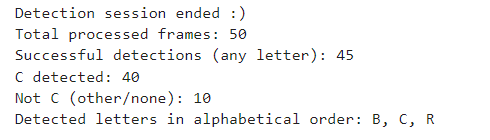 Detection session ended :)
Total processed frames: 50
Successful detections (any letter): 45
C detected: 40
Not C (other/none): 10
Detected letters in alphabetical order: B, C, R